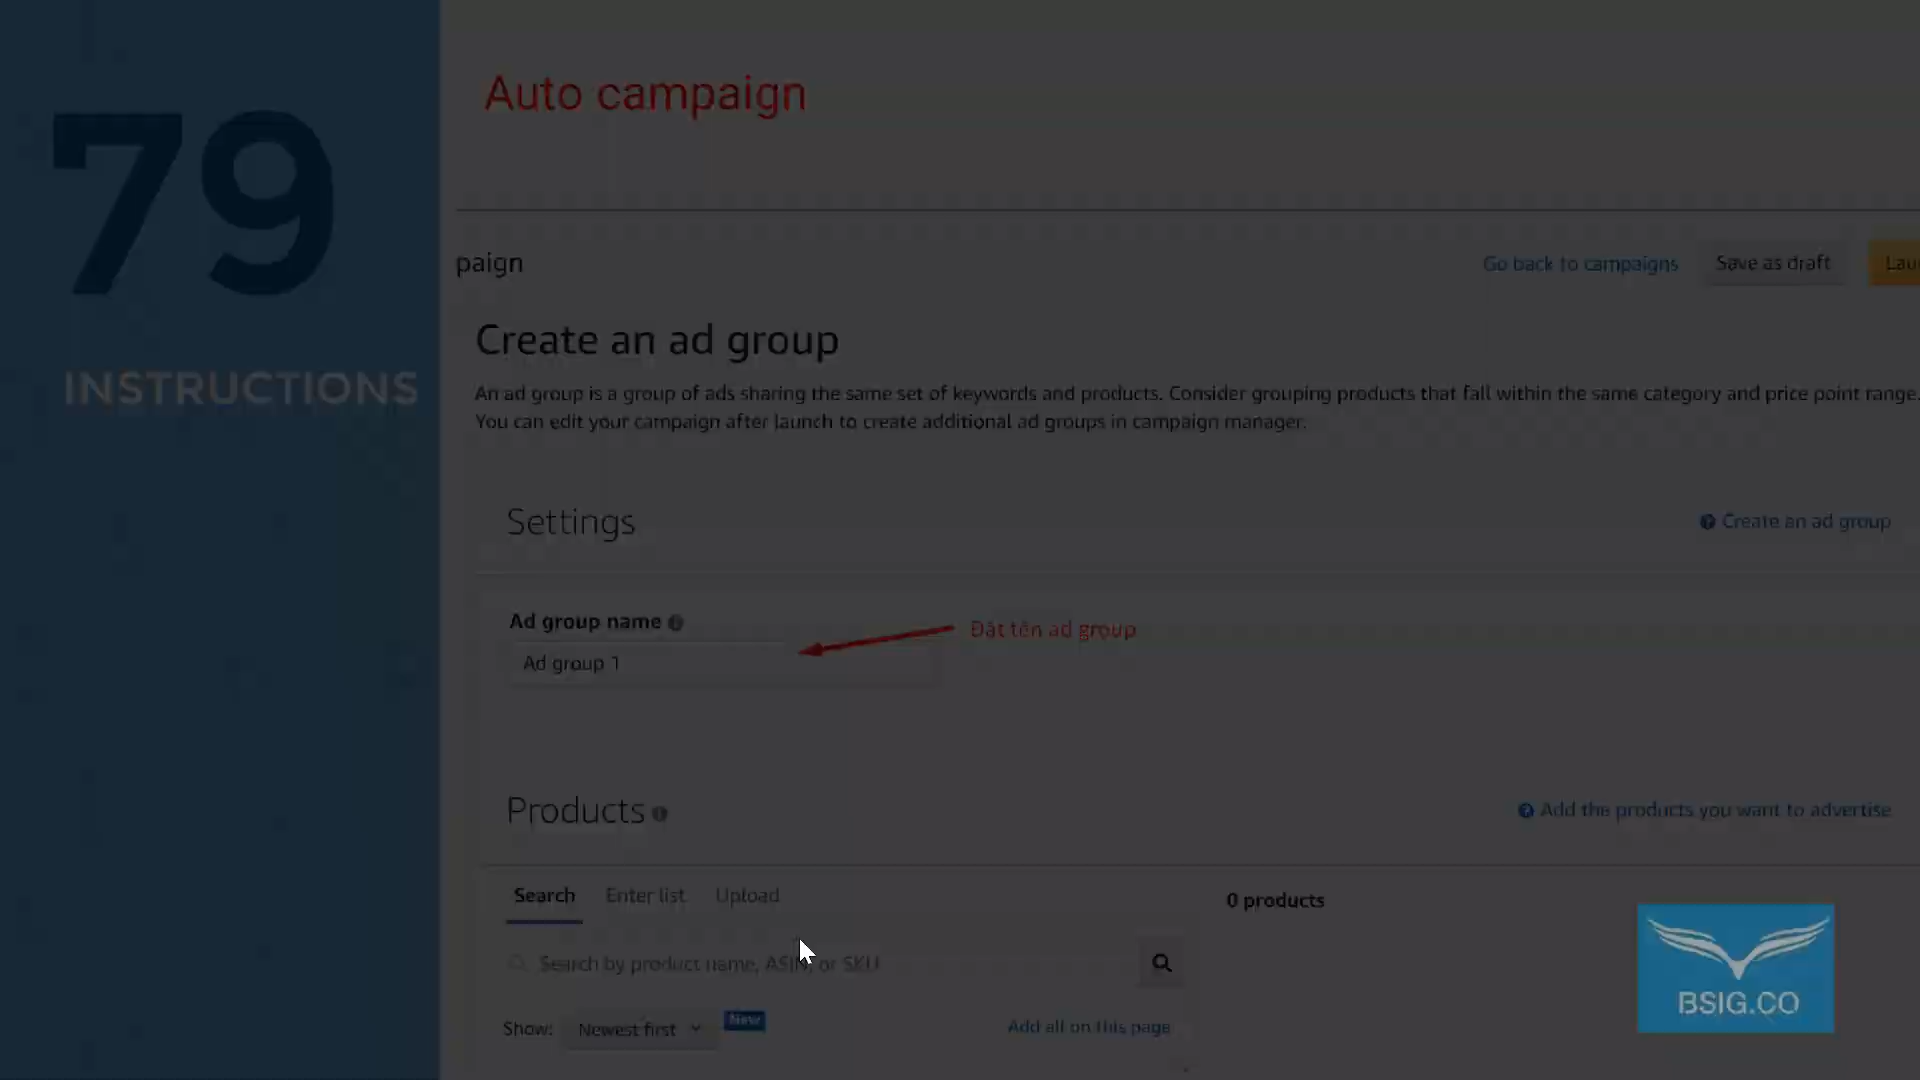 79
INSTRUCTIONS
Auto campaign
paign
Go back to campaigns
Save as draft
Lau
Create an ad group
An ad group is a group of ads sharing the same set of keywords and products. Consider grouping products that fall within the same category and price point range.
You can edit your campaign after launch to create additional ad groups in campaign manager.
Settings
Create an ad group
Ad group name
Đặt tên ad group
Ad group 1
Products
Add the products you want to advertise
Search
Enter list
Upload
0 products
Search by product name, ASIN, or SKU
Show:
Newest first
New
Add all on this page
BSIG.CO